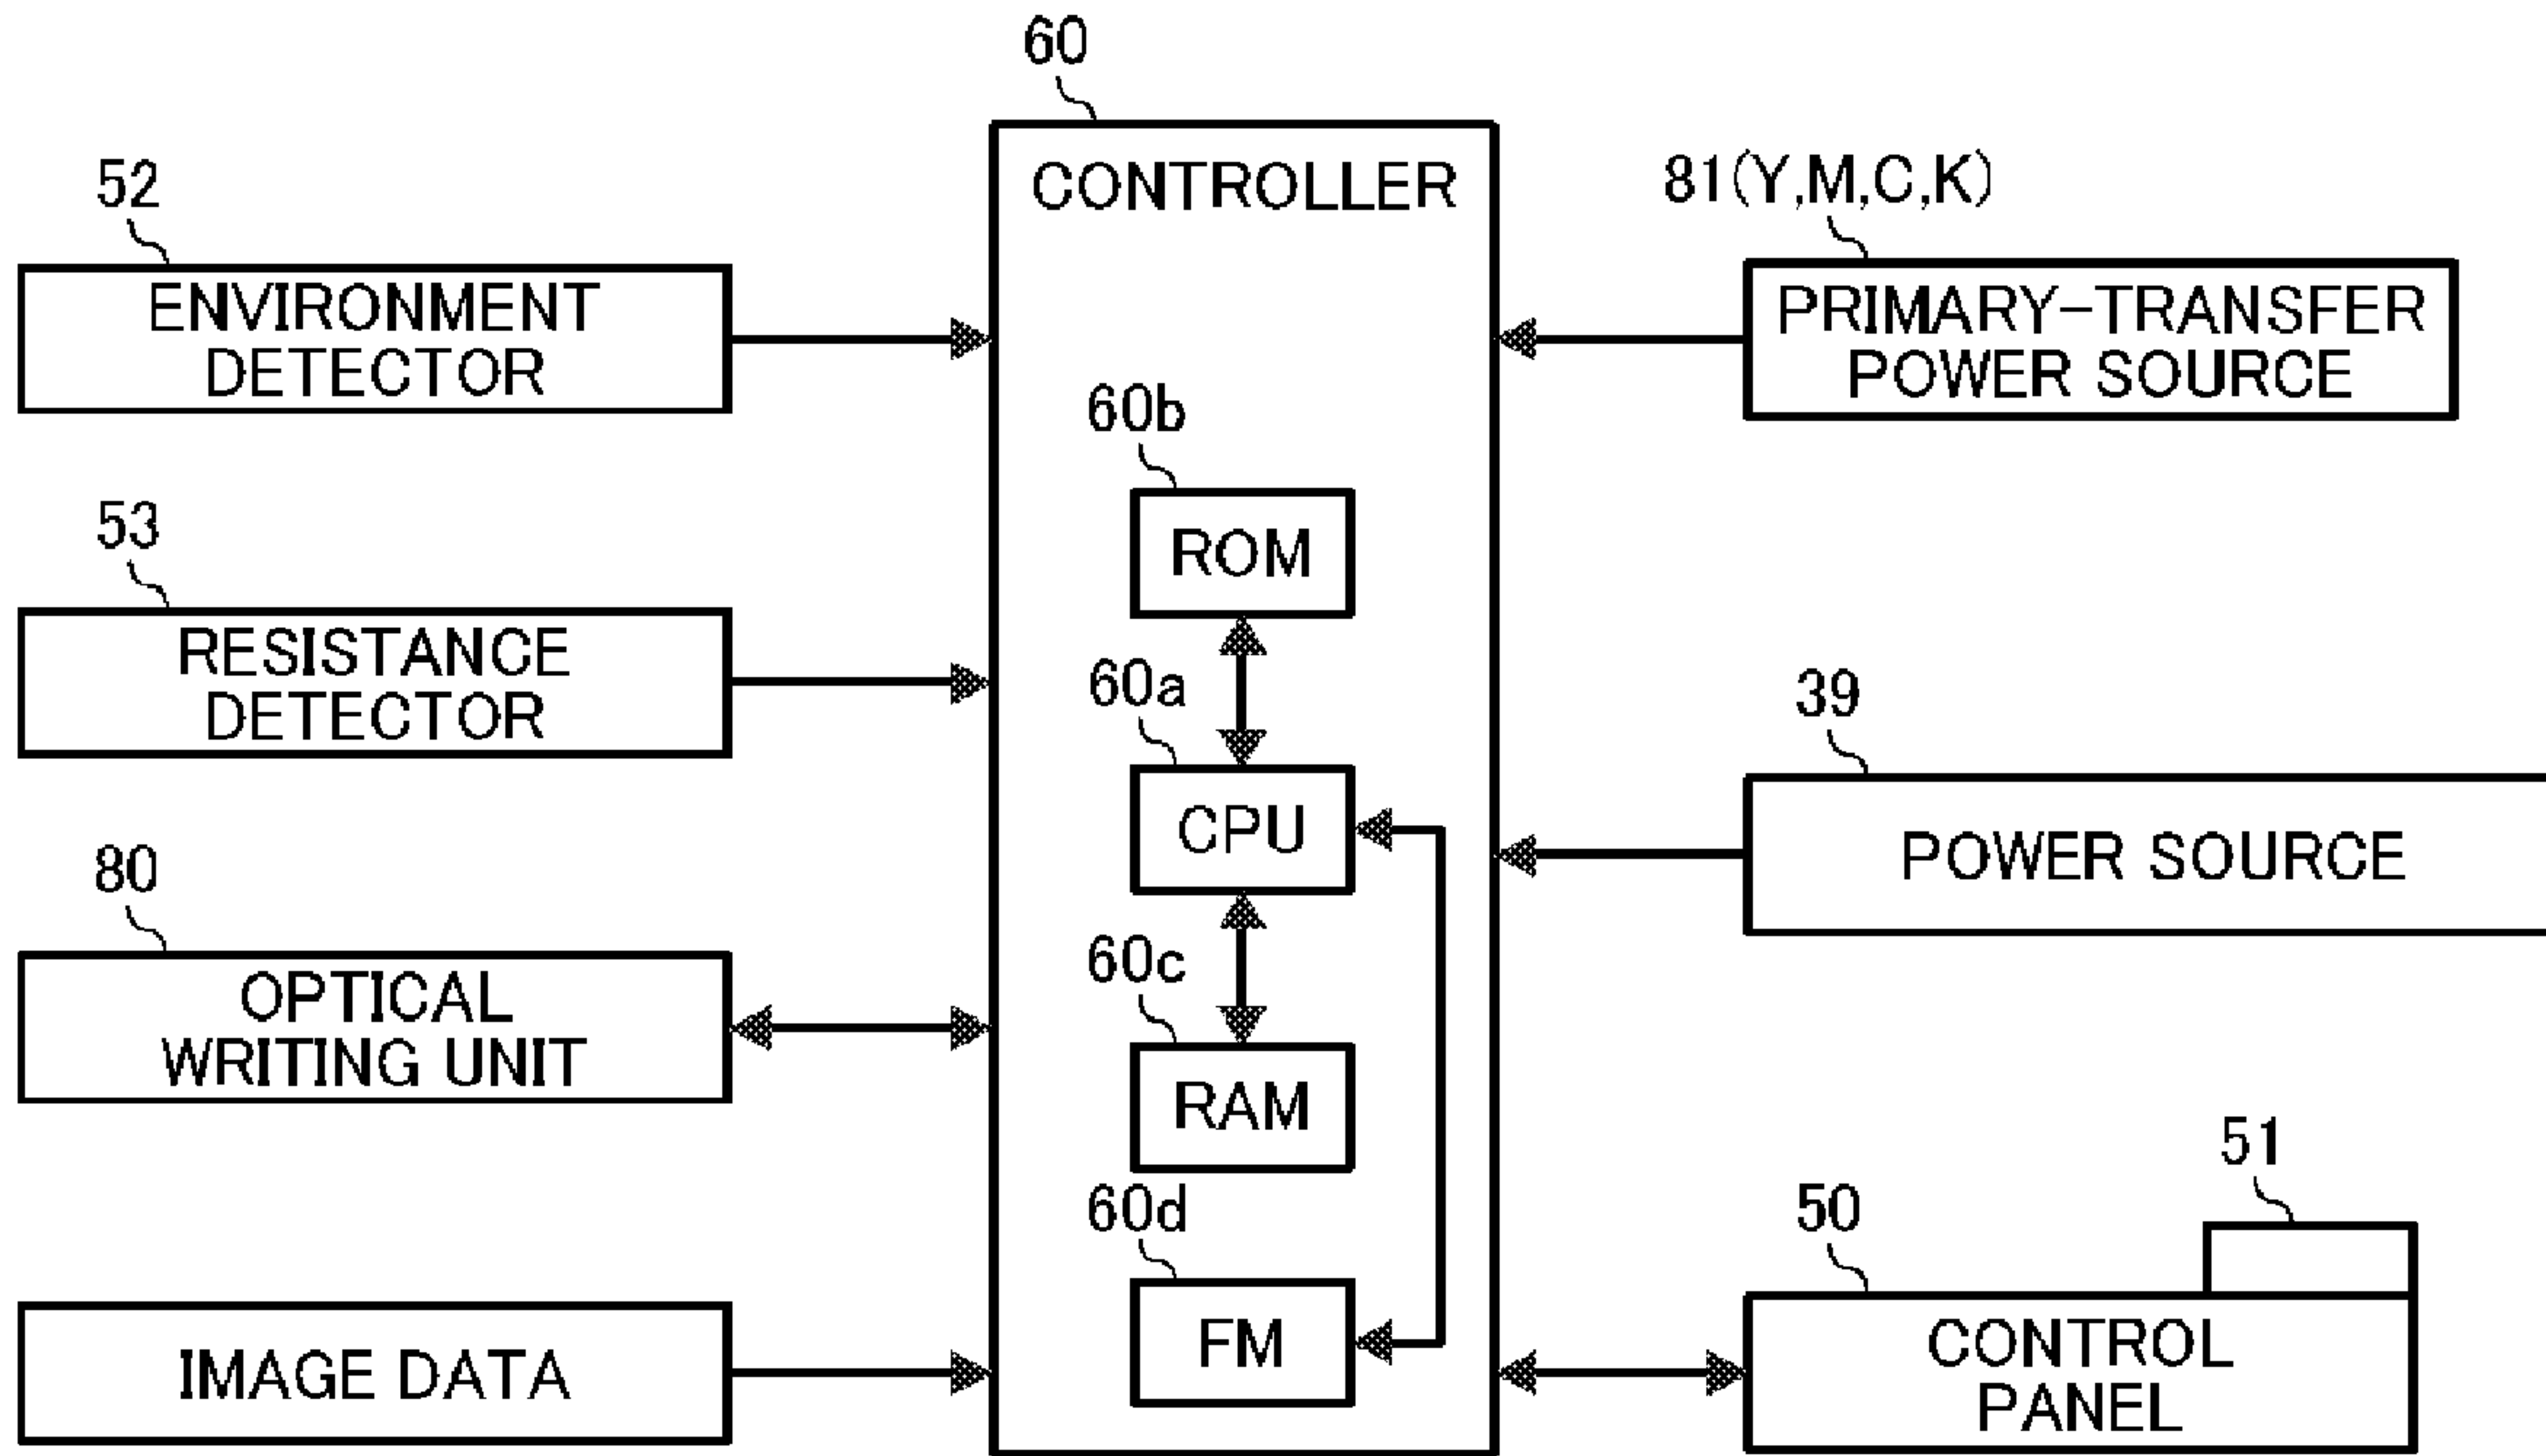 60
CONTROLLER
52
ENVIRONMENT
DETECTOR
53
RESISTANCE
DETECTOR
80
OPTICAL
WRITING UNIT
IMAGE DATA
60b
ROM
60a
CPU
60c
RAM
60d
FM
81(Y,M,C,K)
PRIMARY-TRANSFER
POWER SOURCE
39
POWER SOURCE
51
50
CONTROL
PANEL